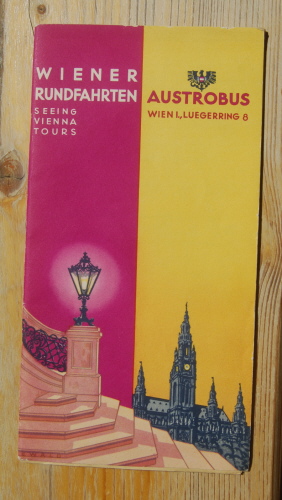 WIENER
RUNDFAHRTEN
SEEING
VIENNA
TOURS
AUSTROBUS
WIEN I., LUEGERRING 8